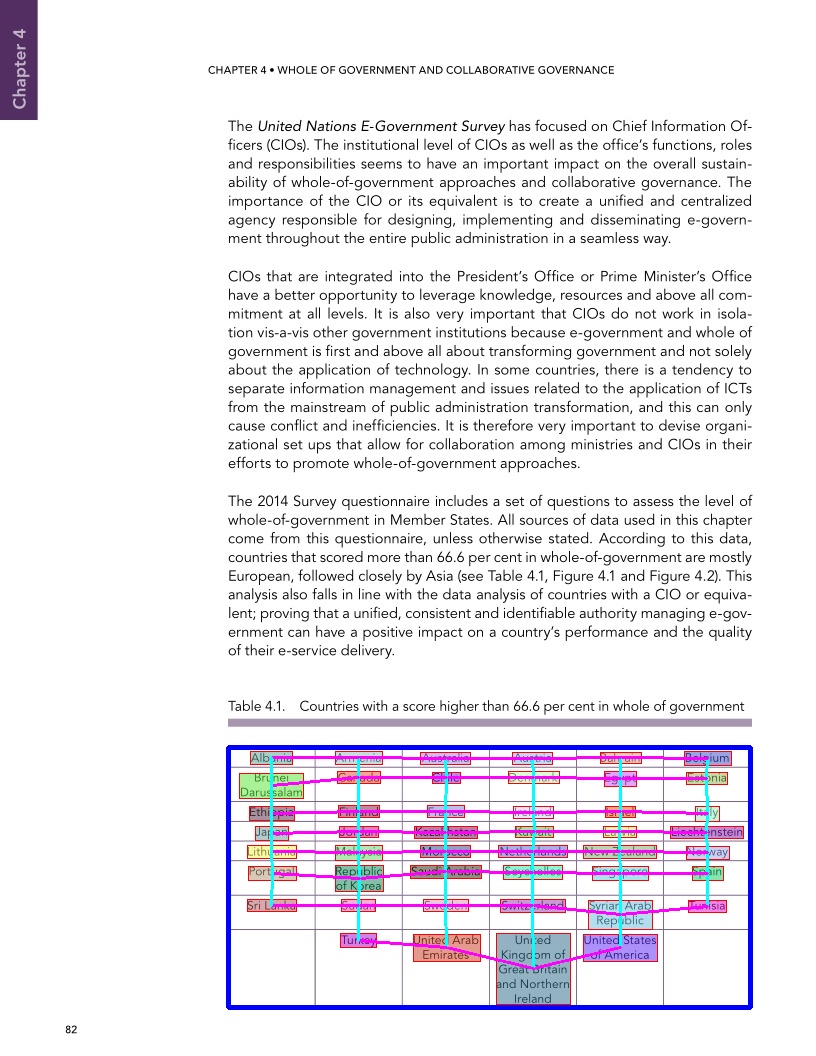 Chapter 4
CHAPTER 4 • WHOLE OF GOVERNMENT AND COLLABORATIVE GOVERNANCE
The United Nations E-Government Survey has focused on Chief Information Of-
ficers (CIOs). The institutional level of CIOs as well as the office's functions, roles
and responsibilities seems to have an important impact on the overall sustain-
ability of whole-of-government approaches and collaborative governance. The
importance of the CIO or its equivalent is to create a unified and centralized
agency responsible for designing, implementing and disseminating e-govern-
ment throughout the entire public administration in a seamless way.
CIOs that are integrated into the President's Office or Prime Minister's Office
have a better opportunity to leverage knowledge, resources and above all com-
mitment at all levels. It is also very important that CIOs do not work in isola-
tion vis-a-vis other government institutions because e-government and whole of
government is first and above all about transforming government and not solely
about the application of technology. In some countries, there is a tendency to
separate information management and issues related to the application of ICTs
from the mainstream of public administration transformation, and this can only
cause conflict and inefficiencies. It is therefore very important to devise organi-
zational set ups that allow for collaboration among ministries and CIOs in their
efforts to promote whole-of-government approaches.
The 2014 Survey questionnaire includes a set of questions to assess the level of
whole-of-government in Member States. All sources of data used in this chapter
come from this questionnaire, unless otherwise stated. According to this data,
countries that scored more than 66.6 per cent in whole-of-government are mostly
European, followed closely by Asia (see Table 4.1, Figure 4.1 and Figure 4.2). This
analysis also falls in line with the data analysis of countries with a CIO or equiva-
lent; proving that a unified, consistent and identifiable authority managing e-gov-
ernment can have a positive impact on a country's performance and the quality
of their e-service delivery.
Table 4.1. Countries with a score higher than 66.6 per cent in whole of government
Albania Armenia Australia Austria Bahrain Belgium
Brunei Darussalam Canada Chile Denmark Egypt Estonia
Ethiopia Finland France Ireland Israel Italy
Japan Jordan Kazakhstan Kuwait Latvia Liechtenstein
Lithuania Malaysia Morocco Netherlands New Zealand Norway
Portugal Republic of Korea Saudi Arabia Seychelles Singapore Spain
Sri Lanka Sudan Sweden Switzerland Syrian Arab Republic Tunisia
Turkey United Arab Emirates United Kingdom of Great Britain and Northern Ireland United States of America
82